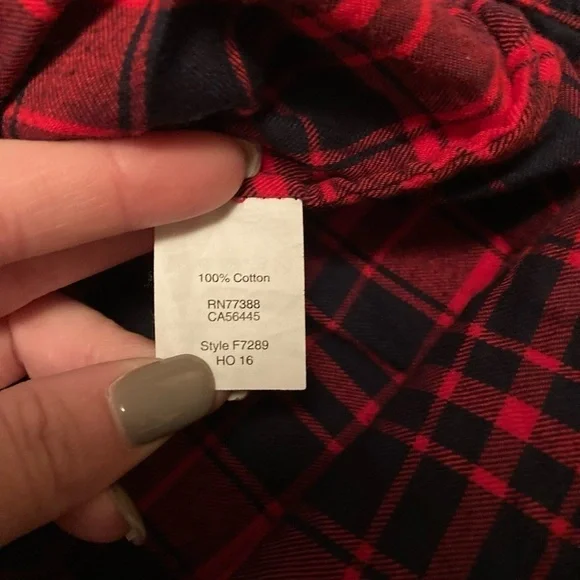 100% Cotton
RN77388
CA56445
Style F7289
HO 16